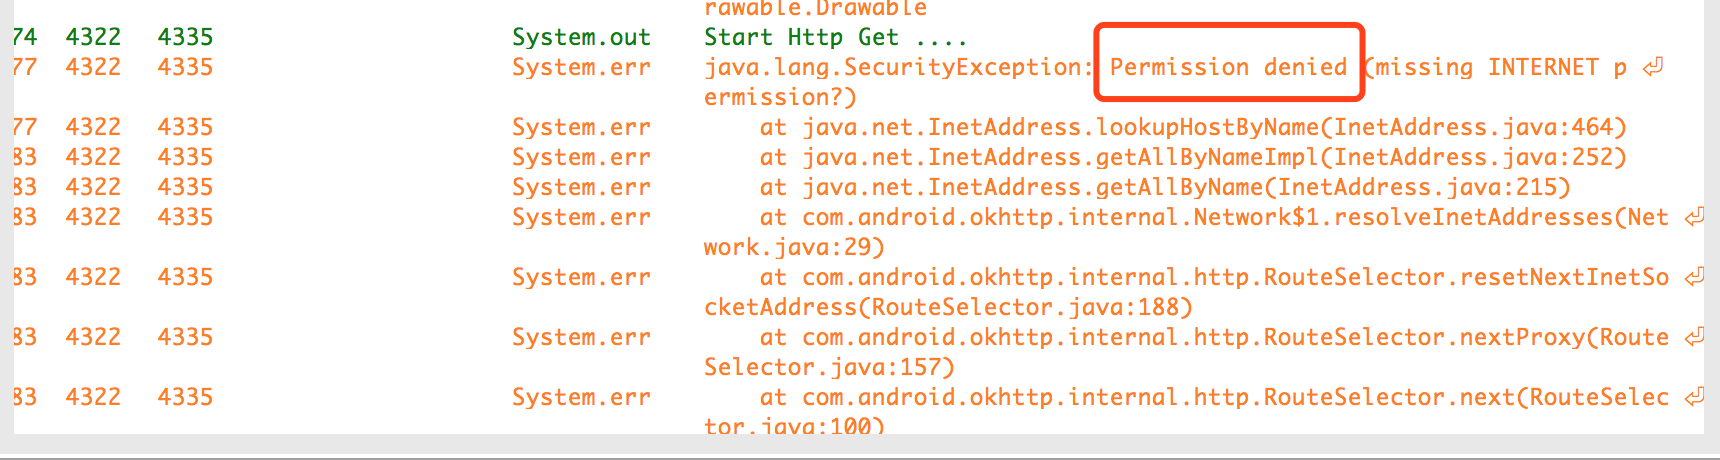 rawable.Drawable
74 4322 4335 System.out Start Http Get ....
77 4322 4335 System.err java.lang.SecurityException: Permission denied (missing INTERNET p
ermission?)
77 4322 4335 System.err at java.net.InetAddress.lookupHostByName(InetAddress.java:464)
83 4322 4335 System.err at java.net.InetAddress.getAllByNameImpl(InetAddress.java:252)
83 4322 4335 System.err at java.net.InetAddress.getAllByName(InetAddress.java:215)
83 4322 4335 System.err at com.android.okhttp.internal.Network$1.resolveInetAddresses(Net
work.java:29)
83 4322 4335 System.err at com.android.okhttp.internal.http.RouteSelector.resetNextInetSo
cketAddress(RouteSelector.java:188)
83 4322 4335 System.err at com.android.okhttp.internal.http.RouteSelector.nextProxy(Route
Selector.java:157)
83 4322 4335 System.err at com.android.okhttp.internal.http.RouteSelector.next(RouteSelec
tor.java:100)